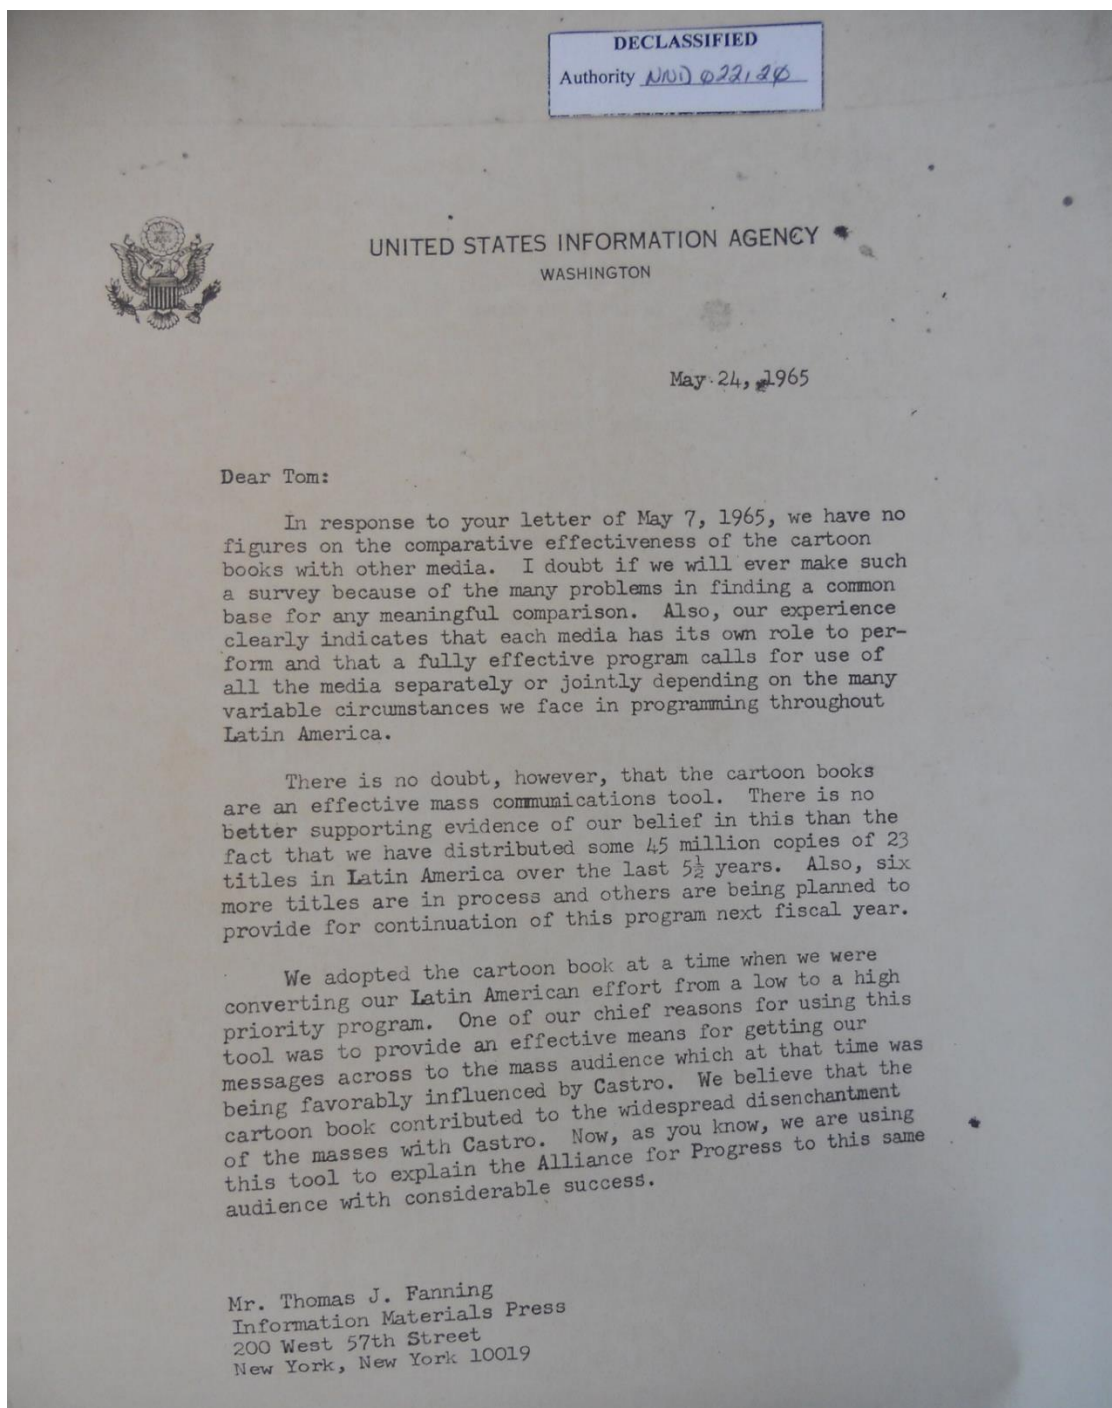 DECLASSIFIED
Authority NND 022120
UNITED STATES INFORMATION AGENCY
WASHINGTON
May 24, 1965
Dear Tom:
In response to your letter of May 7, 1965, we have no
figures on the comparative effectiveness of the cartoon
books with other media. I doubt if we will ever make such
a survey because of the many problems in finding a common
base for any meaningful comparison. Also, our experience
clearly indicates that each media has its own role to per-
form and that a fully effective program calls for use of
all the media separately or jointly depending on the many
variable circumstances we face in programming throughout
Latin America.
There is no doubt, however, that the cartoon books
are an effective mass communications tool. There is no
better supporting evidence of our belief in this than the
fact that we have distributed some 45 million copies of 23
titles in Latin America over the last 5½ years. Also, six
more titles are in process and others are being planned to
provide for continuation of this program next fiscal year.
We adopted the cartoon book at a time when we were
converting our Latin American effort from a low to a high
priority program. One of our chief reasons for using this
tool was to provide an effective means for getting our
messages across to the mass audience which at that time was
being favorably influenced by Castro. We believe that the
cartoon book contributed to the widespread disenchantment
of the masses with Castro. Now, as you know, we are using
this tool to explain the Alliance for Progress to this same
audience with considerable success.
Mr. Thomas J. Fanning
Information Materials Press
200 West 57th Street
New York, New York 10019